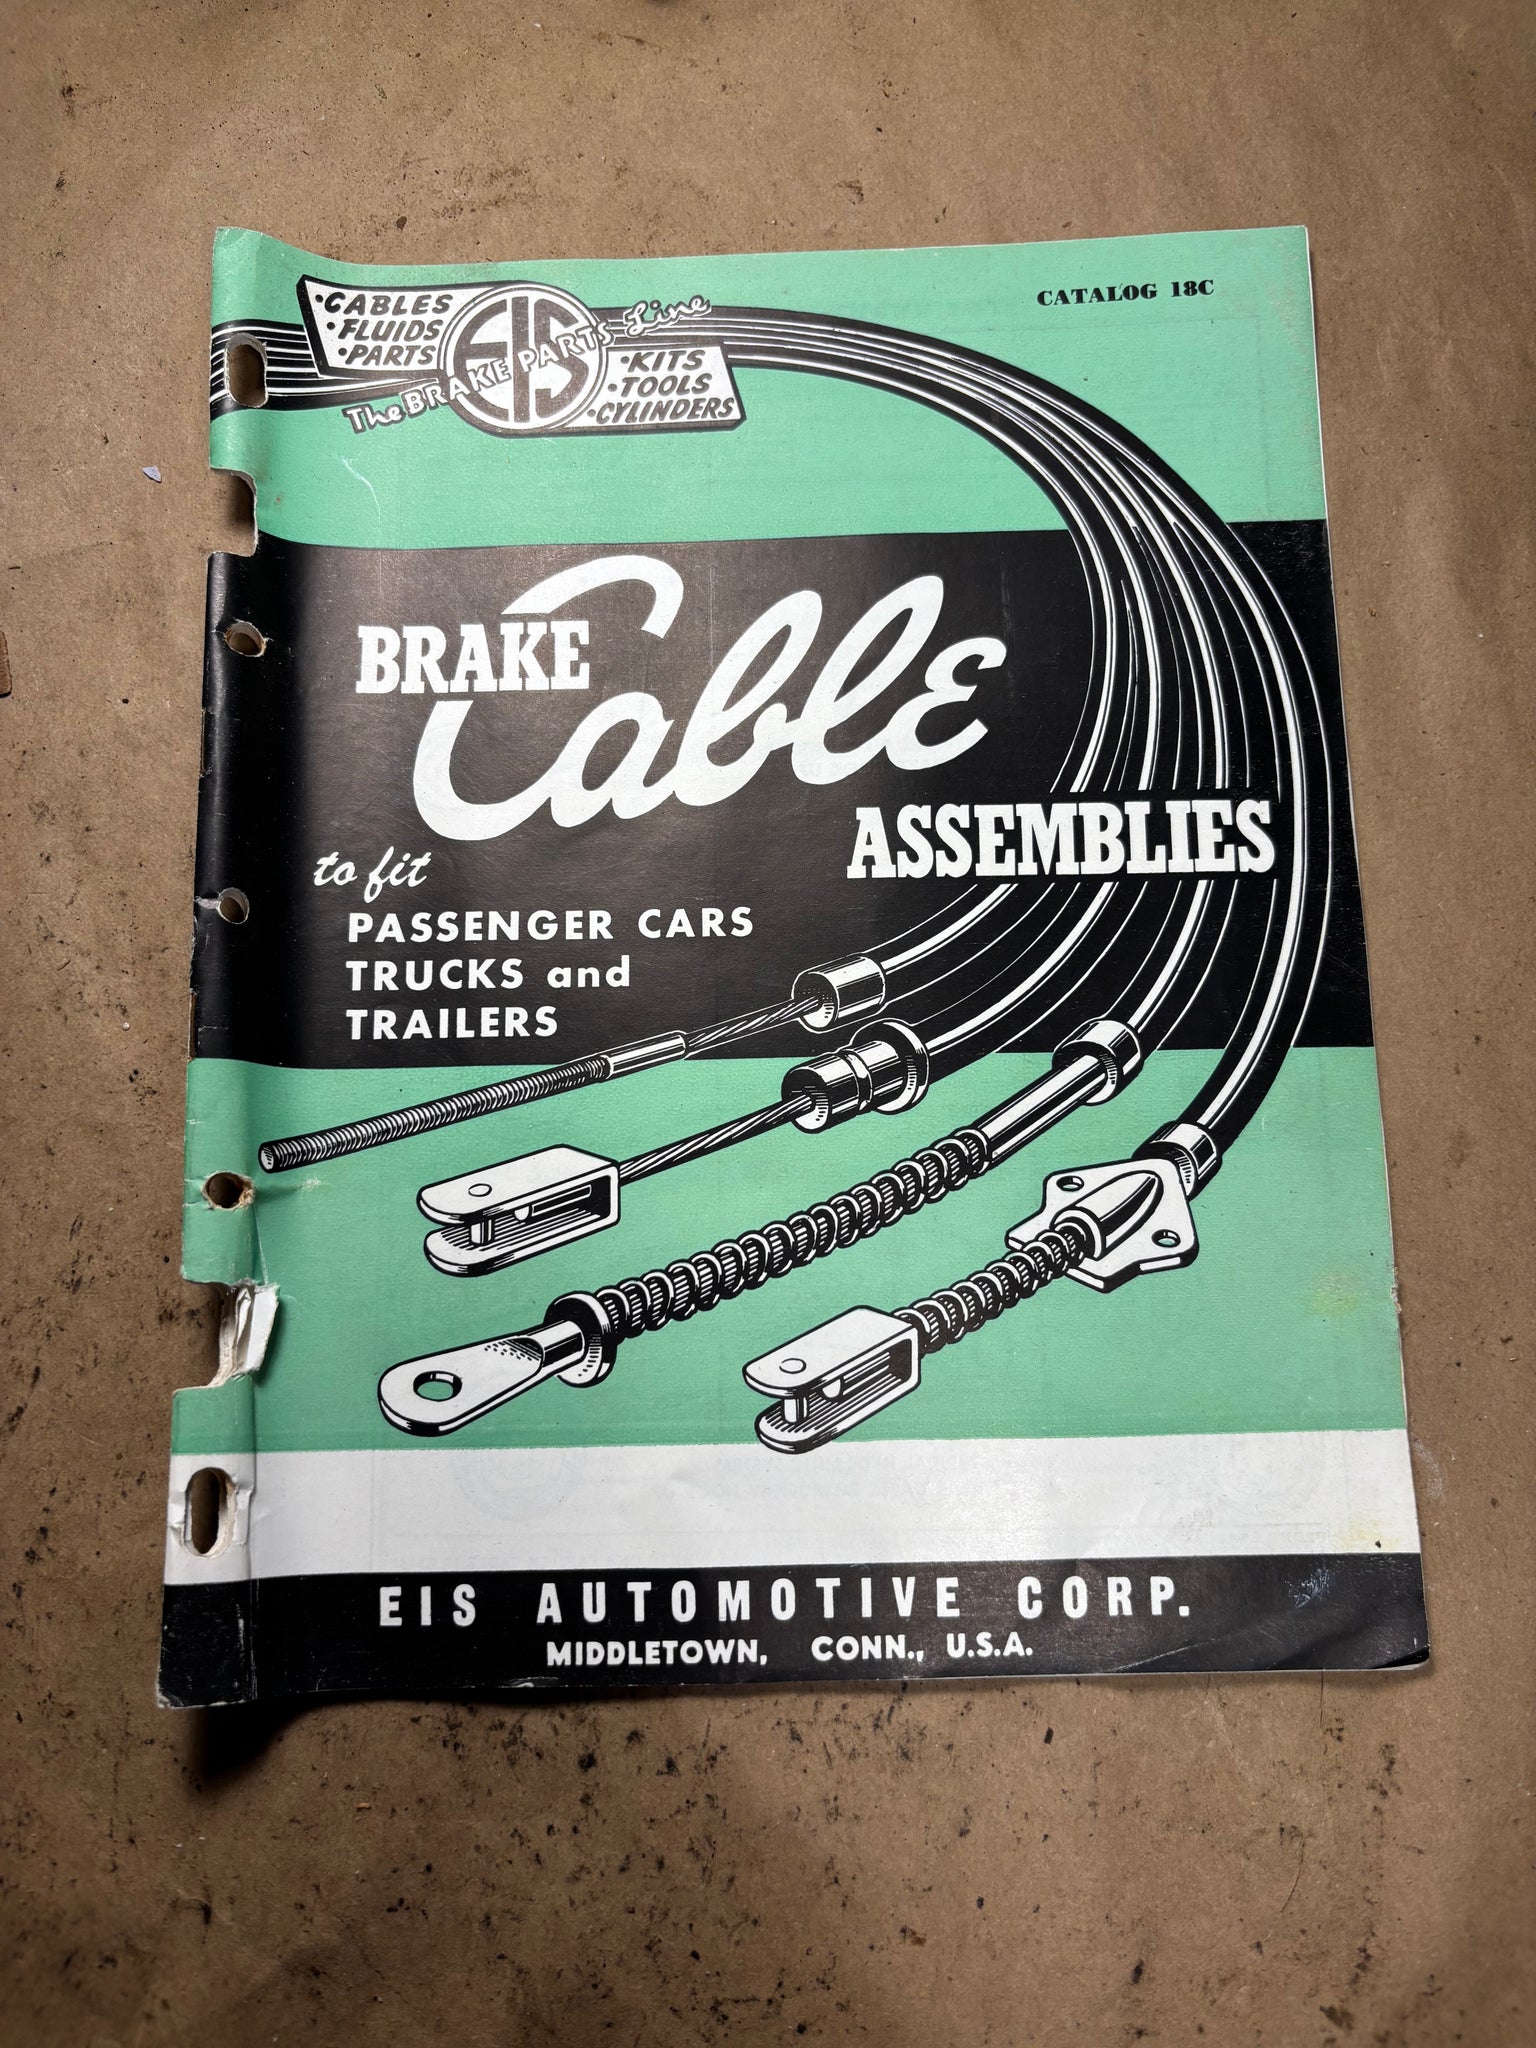 •CABLES
•FLUIDS
•PARTS
EIS
The BRAKE PARTS Line
•KITS
•TOOLS
•CYLINDERS
CATALOG 18C
BRAKE Cable
ASSEMBLIES
to fit
PASSENGER CARS
TRUCKS and
TRAILERS
EIS AUTOMOTIVE CORP.
MIDDLETOWN, CONN., U.S.A.